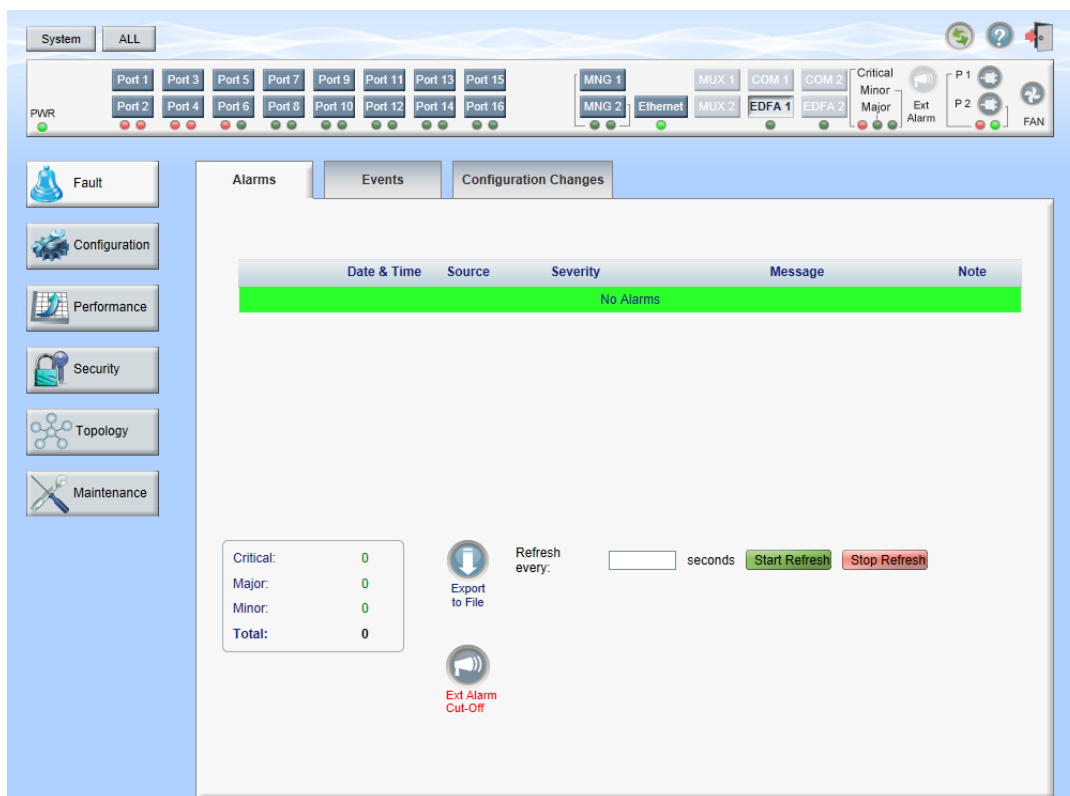 System ALL
Port 1 Port 3 Port 5 Port 7 Port 9 Port 11 Port 13 Port 15 MNG 1 MUX 1 COM 1 COM 2 Critical P 1
Minor
PWR Port 2 Port 4 Port 6 Port 8 Port 10 Port 12 Port 14 Port 16 MNG 2 Ethernet MUX 2 EDFA 1 EDFA 2 Major Ext P 2
Alarm FAN
Fault
Alarms Events Configuration Changes
Configuration
Date & Time Source Severity Message Note
No Alarms
Performance
Security
Topology
Maintenance
Critical: 0
Major: 0
Minor: 0
Total: 0
Export
to File
Refresh
every: seconds Start Refresh Stop Refresh
Ext Alarm
Cut-Off